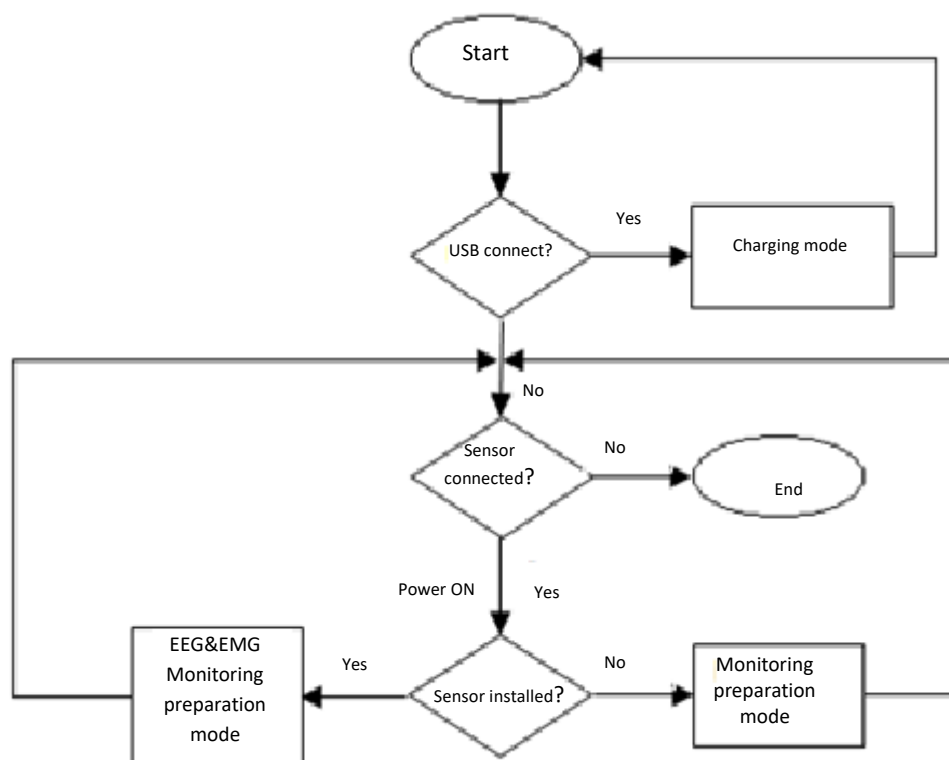 Start
USB connect?
Yes
Charging mode
No
Sensor
connected?
No
End
Power ON
Yes
Sensor installed?
Yes
EEG&EMG
Monitoring
preparation
mode
No
Monitoring
preparation
mode